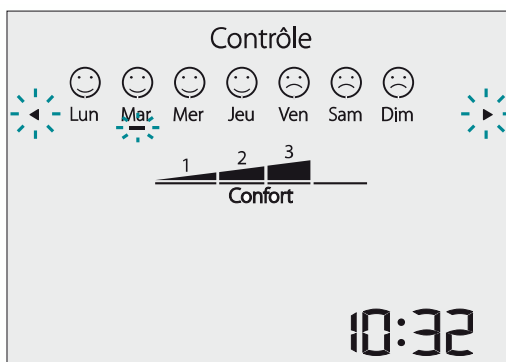 Contrôle
Lun Mar Mer Jeu Ven Sam Dim
1 2 3
Confort
10:32